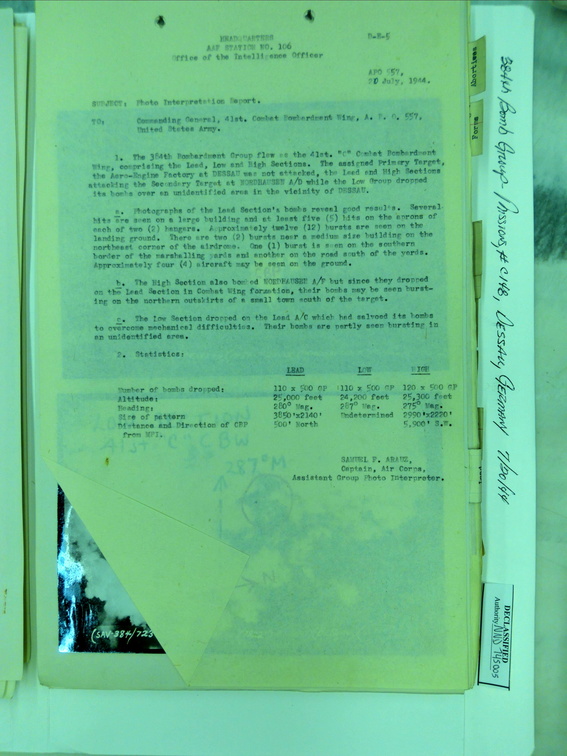 HEADQUARTERS
AAF STATION NO. 106
Office of the Intelligence Officer
B-E-5
APO 557,
20 July, 1944.
SUBJECT: Photo Interpretation Report.
TO: Commanding General, 41st. Combat Bombardment Wing, A. P. O. 557,
United States Army.
1. The 384th Bombardment Group flew as the 41st. "C" Combat Bombardment
Wing, comprising the Lead, Low and High Sections. The assigned Primary Target,
the Aero-Engine Factory at DESSAU was not attacked, the Lead and High Sections
attacking the Secondary Target at NORDHAUSEN A/D while the Low Group dropped
its bombs over an unidentified area in the vicinity of DESSAU.
a. Photographs of the Lead Section's bombs reveal good results. Several
hits are seen on a large building and at least five (5) hits on the aprons of
each of two (2) hangars. Approximately twelve (12) bursts are seen on the
landing ground. There are two (2) bursts near a medium size building on the
northeast corner of the airdrome. One (1) burst is seen on the southern
border of the marshalling yards and another on the road south of the yards.
Approximately four (4) aircraft may be seen on the ground.
b. The High Section also bombed NORDHAUSEN A/F but since they dropped
on the Lead Section in Combat Wing formation, their bombs may be seen burst-
ing on the northern outskirts of a small town south of the target.
c. The Low Section dropped on the Lead A/C which had salvoed its bombs
to overcome mechanical difficulties. Their bombs are partly seen bursting in
an unidentified area.
2. Statistics:
LEAD LOW HIGH
Number of bombs dropped: 110 x 500 GP 110 x 500 GP 120 x 500 GP
Altitude: 25,000 feet 24,200 feet 25,300 feet
Heading: 280° Mag. 287° Mag. 275° Mag.
Size of pattern 3850'x2140' Undetermined 2990'x2220'
Distance and Direction of CBP 500' North 5,900' S.W.
from MPI.
SAMUEL P. ABAUZ,
Captain, Air Corps,
Assistant Group Photo Interpreter.
287°M
(SAV-384/723
Abortives
Forms
384th Bomb Group- Missions # 174B, DESSAU, GERMANY 7/20/44
DECLASSIFIED
Authority NND 745005